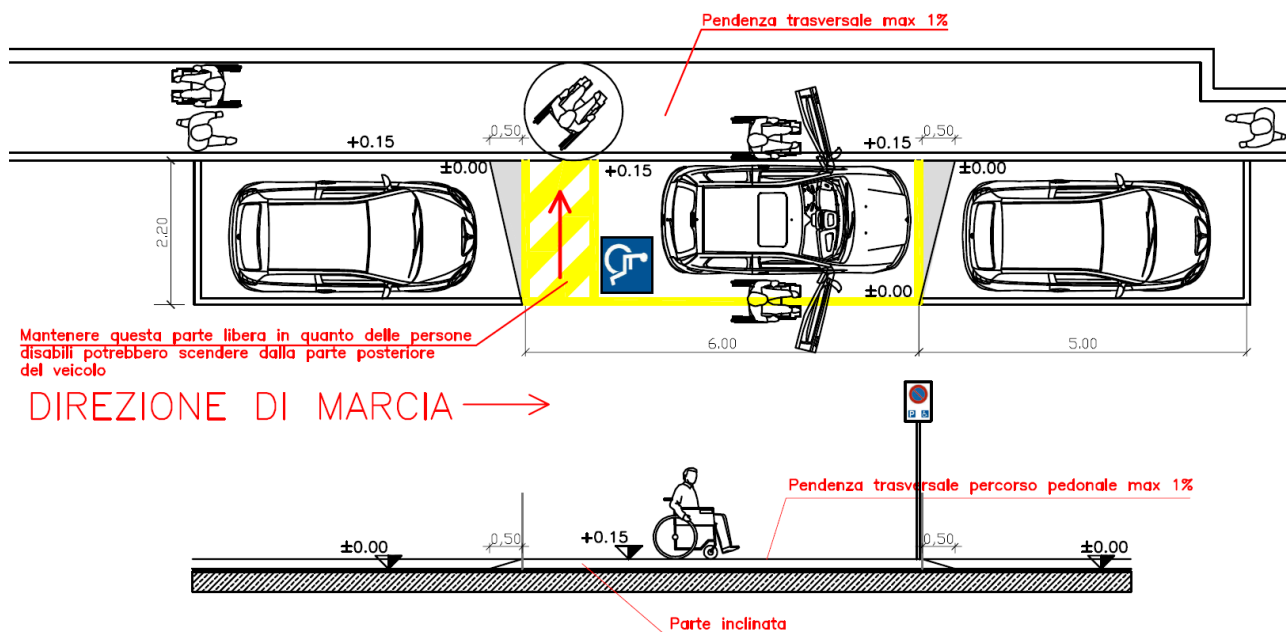 Pendenza trasversale max 1%
0,50
+0.15
+0.15
0,50
±0.00
+0.15
±0.00
2.20
±0.00
Mantenere questa parte libera in quanto delle persone
disabili potrebbero scendere dalla parte posteriore
del veicolo
6.00
5.00
DIREZIONE DI MARCIA
P
Pendenza trasversale percorso pedonale max 1%
±0.00
0,50
+0.15
0,50
±0.00
Parte inclinata